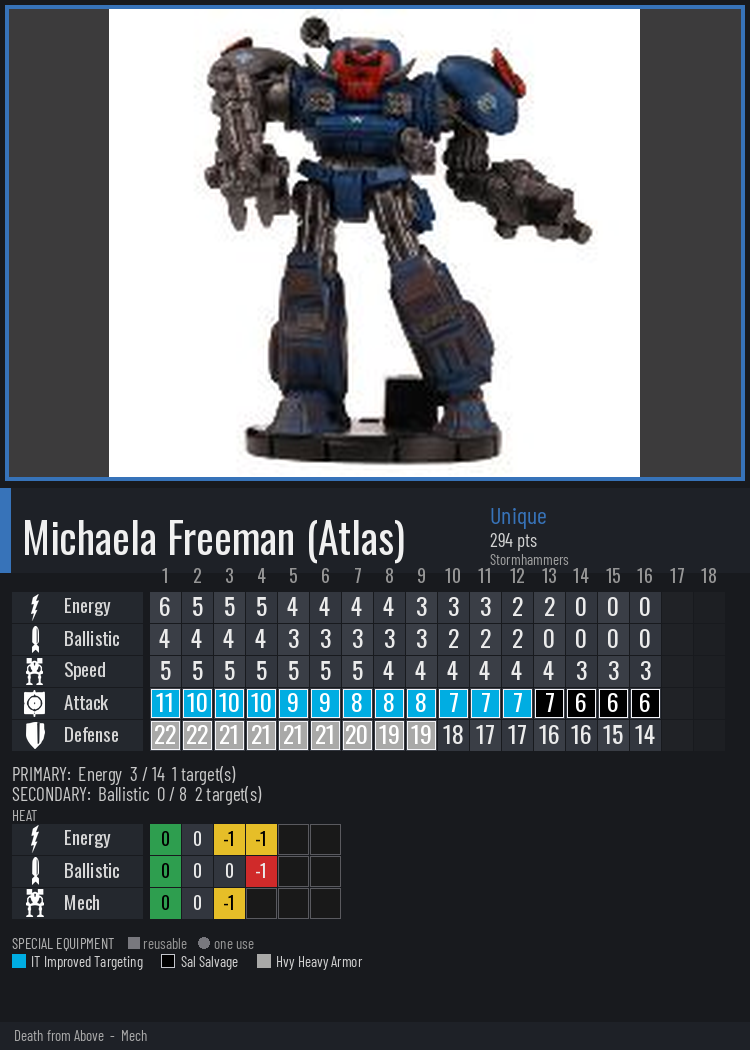 Michaela Freeman (Atlas)
Unique
294 pts
Stormhammers
1 2 3 4 5 6 7 8 9 10 11 12 13 14 15 16 17 18
Energy 6 5 5 5 4 4 4 4 3 3 3 2 2 0 0 0
Ballistic 4 4 4 4 3 3 3 3 3 2 2 2 0 0 0 0
Speed 5 5 5 5 5 5 5 4 4 4 4 4 4 3 3 3
Attack 11 10 10 10 9 9 8 8 8 7 7 7 7 6 6 6
Defense 22 22 21 21 21 21 20 19 19 18 17 17 16 16 15 14
PRIMARY: Energy 3 / 14 1 target(s)
SECONDARY: Ballistic 0 / 8 2 target(s)
HEAT
Energy 0 0 -1 -1
Ballistic 0 0 0 -1
Mech 0 0 -1
SPECIAL EQUIPMENT reusable one use
IT Improved Targeting Sal Salvage Hvy Heavy Armor
Death from Above - Mech